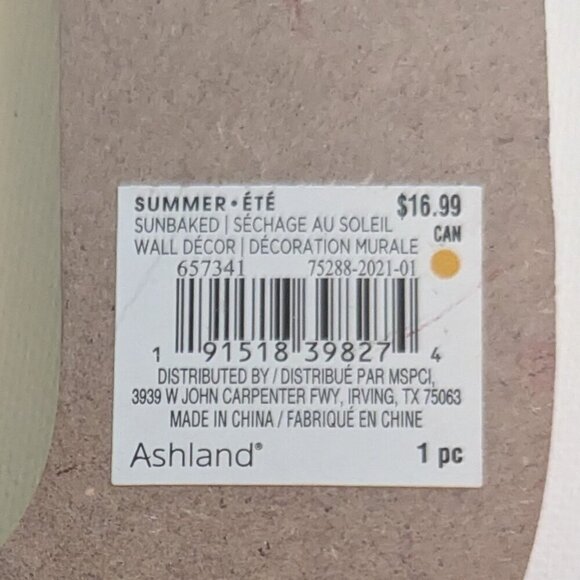 SUMMER • ÉTÉ $16.99
SUNBAKED | SÉCHAGE AU SOLEIL CAN
WALL DÉCOR | DÉCORATION MURALE
657341 75288-2021-01
1 91518 39827 4
DISTRIBUTED BY / DISTRIBUÉ PAR MSPCI,
3939 W JOHN CARPENTER FWY, IRVING, TX 75063
MADE IN CHINA / FABRIQUÉ EN CHINE
Ashland® 1 pc